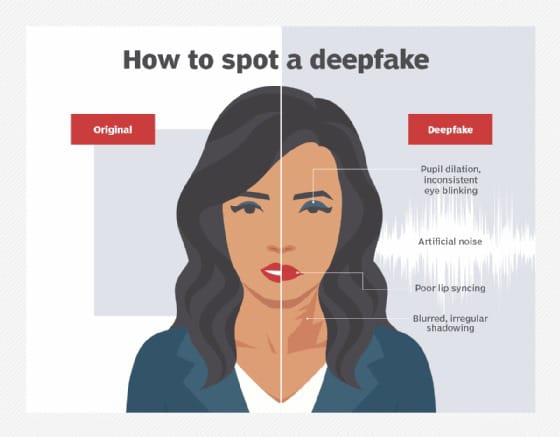 How to spot a deepfake
Original
Deepfake
Pupil dilation,
inconsistent
eye blinking
Artificial noise
Poor lip syncing
Blurred, irregular
shadowing